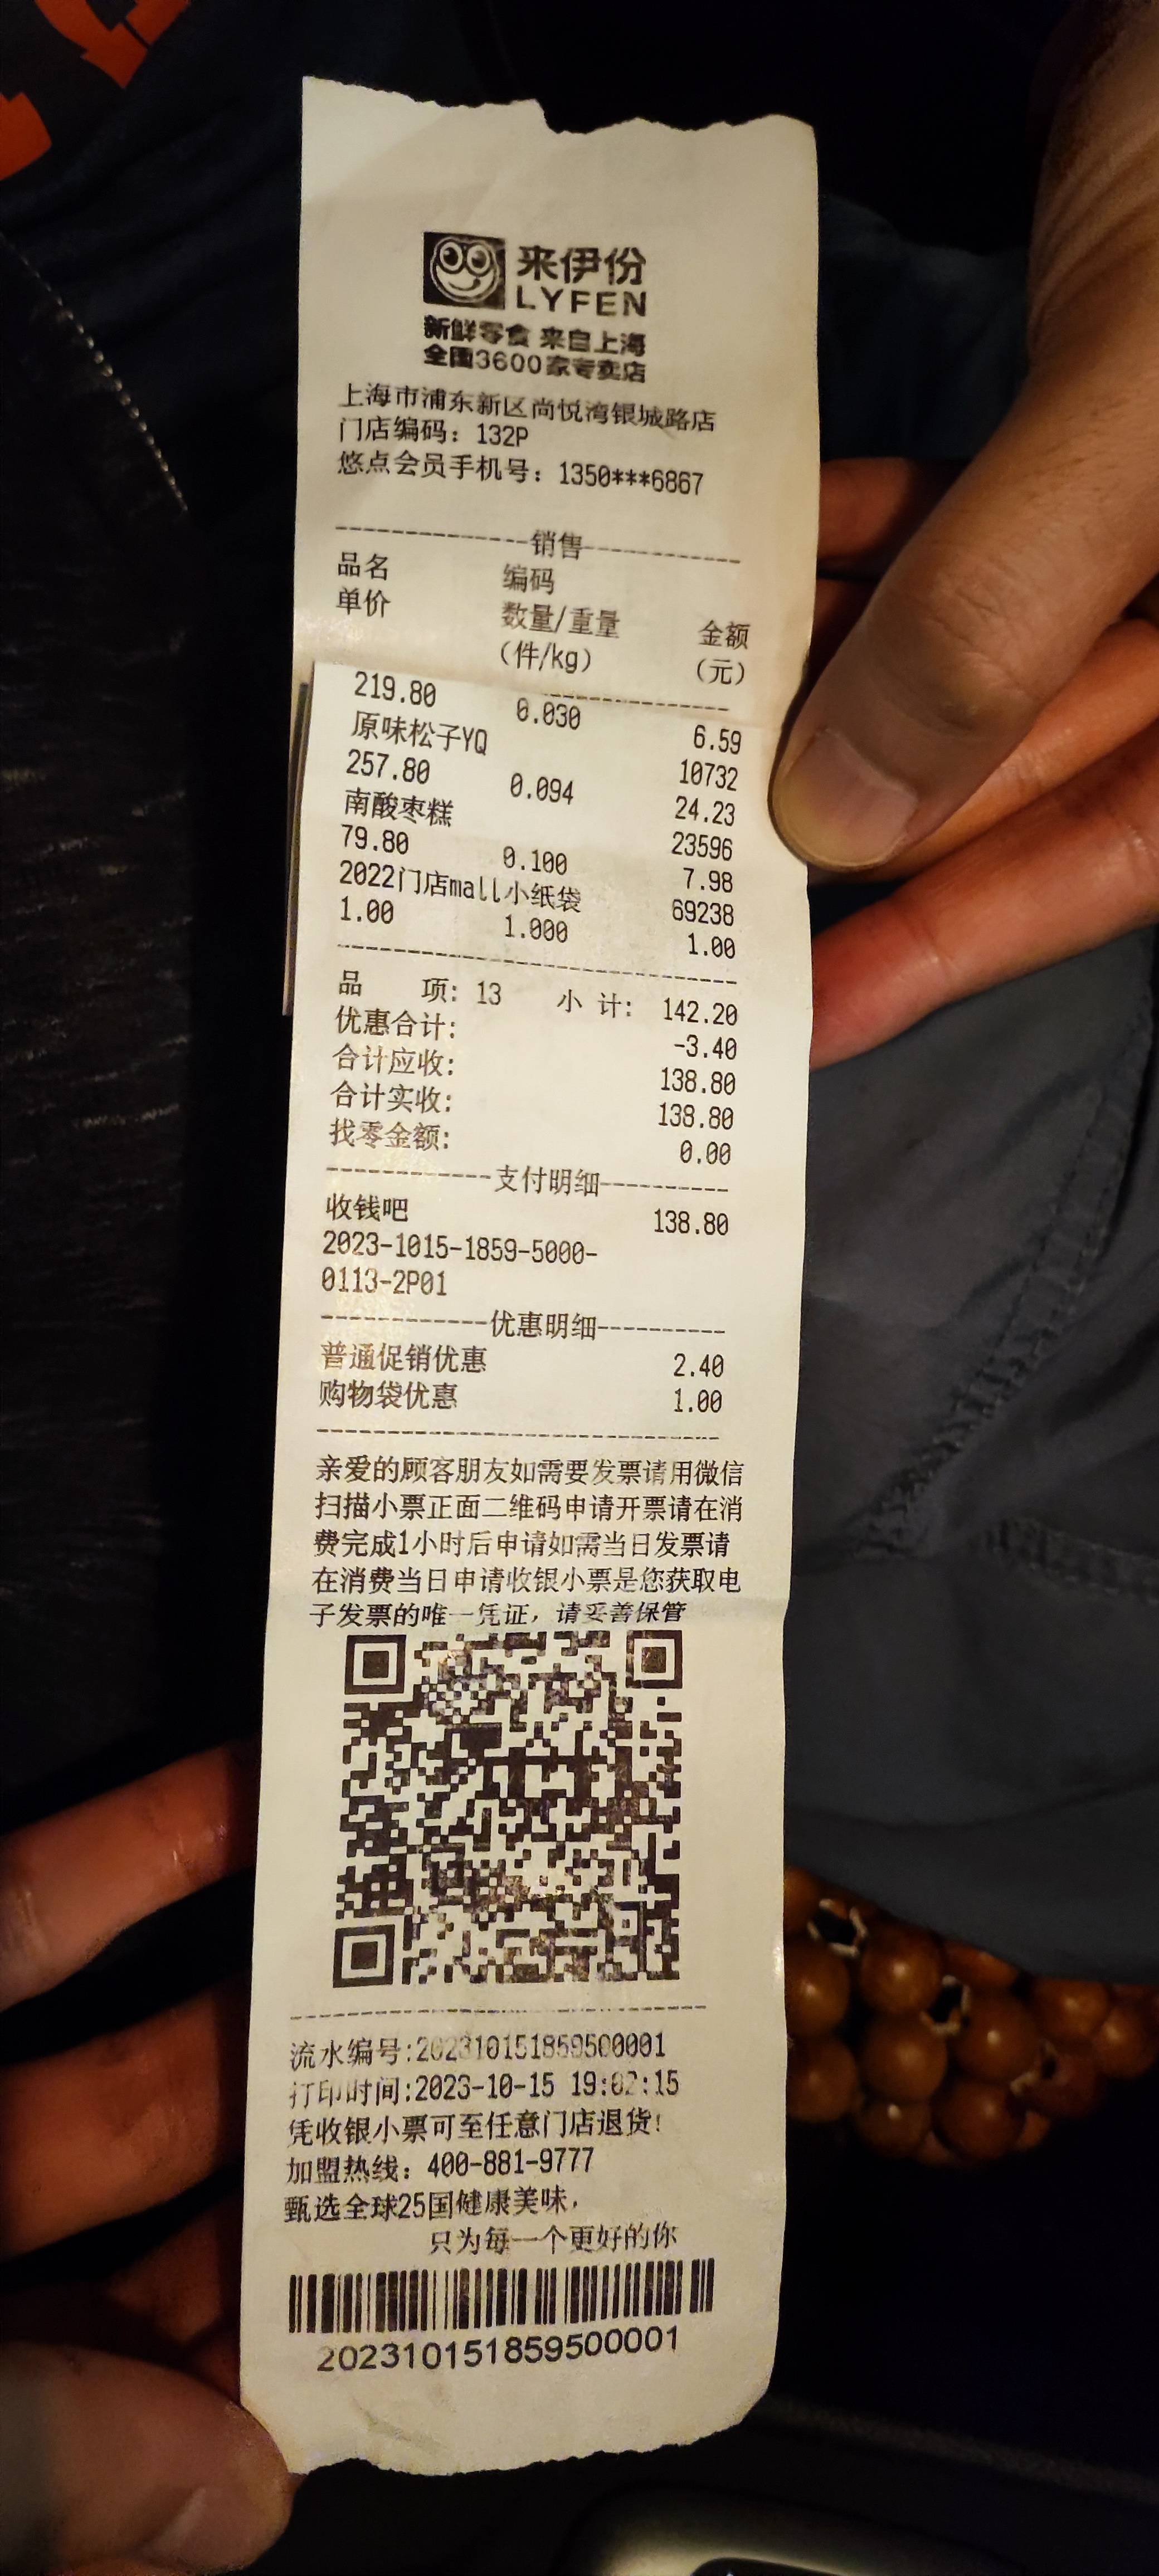 来伊份
LYFEN
新鲜零食 来自上海
全国3600家专卖店
上海市浦东新区尚悦湾银城路店
门店编码：132P
悠点会员手机号：1350***6867
销售
品名 编码
单价 数量/重量 金额
(件/kg) (元)
219.80 0.030 6.59
原味松子YQ 10732
257.80 0.094 24.23
南酸枣糕 23596
79.80 0.100 7.98
2022门店mall小纸袋 69238
1.00 1.000 1.00
品 项: 13 小 计: 142.20
优惠合计: -3.40
合计应收: 138.80
合计实收: 138.80
找零金额: 0.00
支付明细
收钱吧 138.80
2023-1015-1859-5000-
0113-2P01
优惠明细
普通促销优惠 2.40
购物袋优惠 1.00
亲爱的顾客朋友如需要发票请用微信
扫描小票正面二维码申请开票请在消
费完成1小时后申请如需当日发票请
在消费当日申请收银小票是您获取电
子发票的唯一凭证，请妥善保管
流水编号:202310151859500001
打印时间:2023-10-15 19:02:15
凭收银小票可至任意门店退货!
加盟热线：400-881-9777
甄选全球25国健康美味，
只为每一个更好的你
202310151859500001